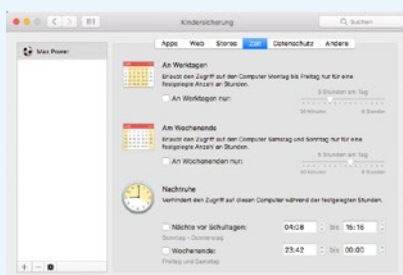 Kindersicherung
Suchen
Max Power
Apps Web Stores Zeit Datenschutz Andere
An Werktagen
Erlaubt den Zugriff auf den Computer Montag bis Freitag nur für eine
festgelegte Anzahl an Stunden.
An Werktagen nur:
3 Stunden am Tag
30 Minuten 8 Stunden
Am Wochenende
Erlaubt den Zugriff auf den Computer Samstag und Sonntag nur für eine
festgelegte Anzahl an Stunden.
An Wochenenden nur:
5 Stunden am Tag
30 Minuten 8 Stunden
Nachtruhe
Verhindert den Zugriff auf diesen Computer während der festgelegten Stunden.
Nächte vor Schultagen: 04:08 bis 16:16
Sonntag - Donnerstag
Wochenende: 23:42 bis 00:00
Freitag und Samstag